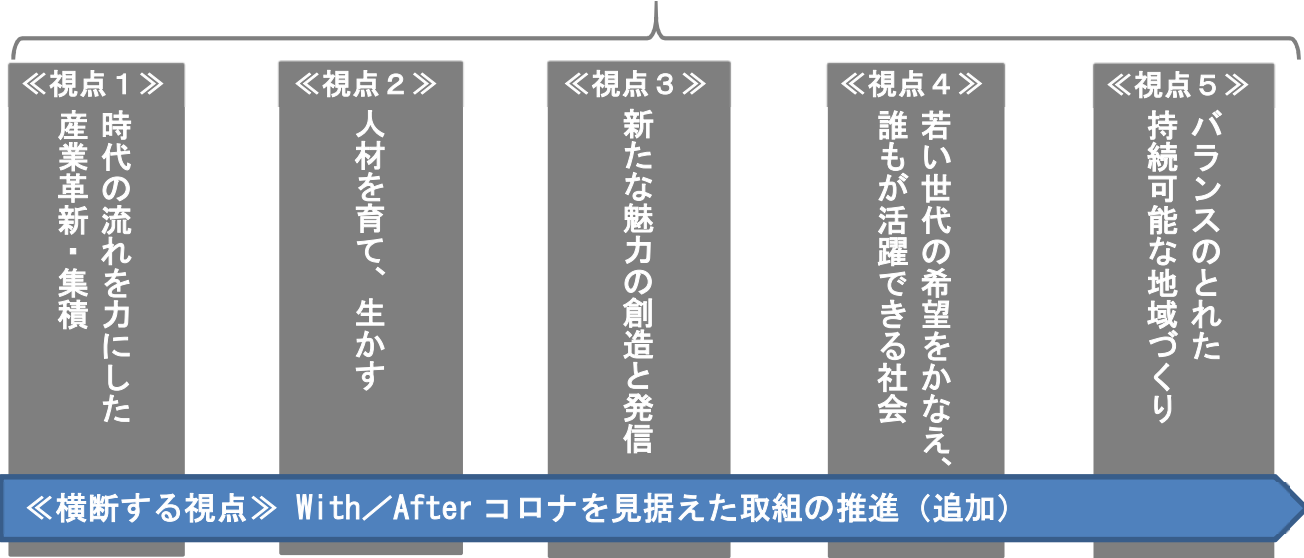 ≪視点１≫
時代の流れを力にした
産業革新・集積
≪視点２≫
人材を育て、生かす
≪視点３≫
新たな魅力の創造と発信
≪視点４≫
若い世代の希望をかなえ、
誰もが活躍できる社会
≪視点５≫
バランスのとれた
持続可能な地域づくり
≪横断する視点≫ With／After コロナを見据えた取組の推進（追加）